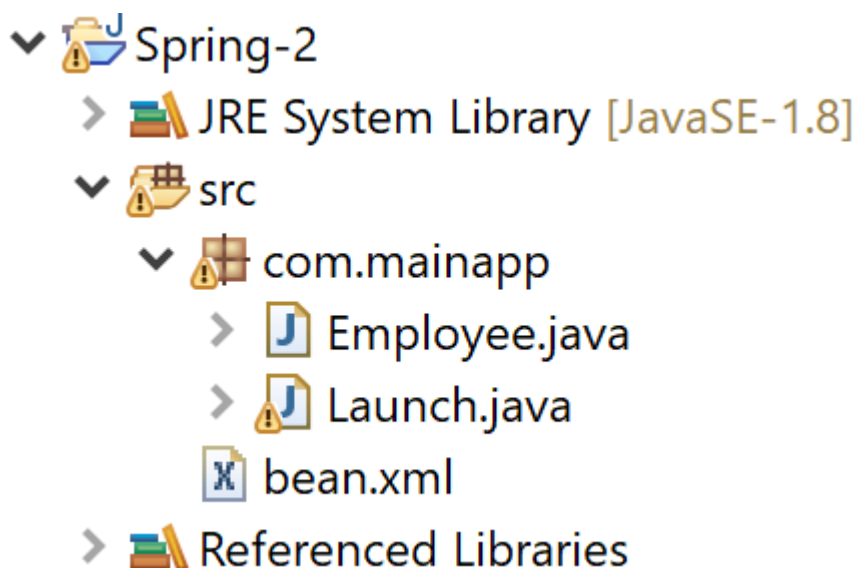 Spring-2
JRE System Library [JavaSE-1.8]
src
com.mainapp
Employee.java
Launch.java
bean.xml
Referenced Libraries